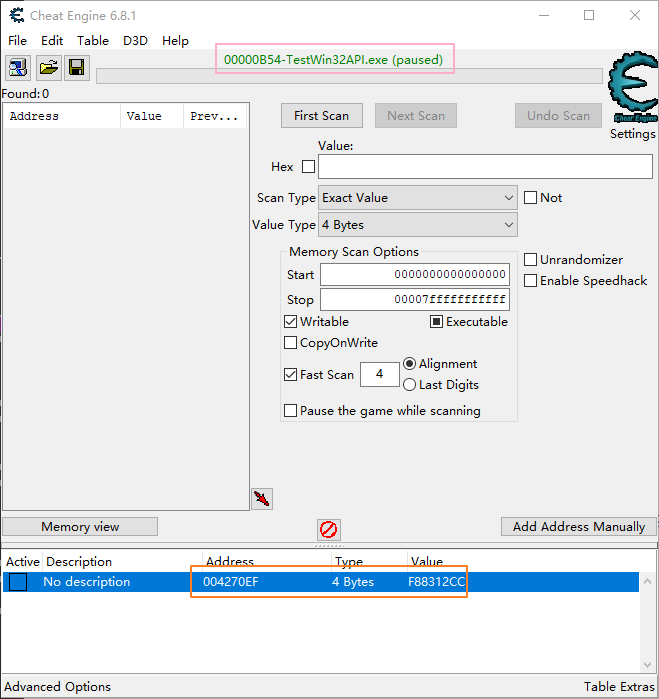 Cheat Engine 6.8.1
File Edit Table D3D Help
00000B54-TestWin32API.exe (paused)
Found: 0
Address Value Prev...
First Scan Next Scan Undo Scan
Cheat Engine
Settings
Value:
Hex
Scan Type Exact Value Not
Value Type 4 Bytes
Memory Scan Options
Start 0000000000000000
Stop 00007fffffffffff
Unrandomizer
Enable Speedhack
Writable Executable
CopyOnWrite
Fast Scan 4 Alignment
Last Digits
Pause the game while scanning
Memory view Add Address Manually
Active Description Address Type Value
No description 004270EF 4 Bytes F88312CC
Advanced Options Table Extras